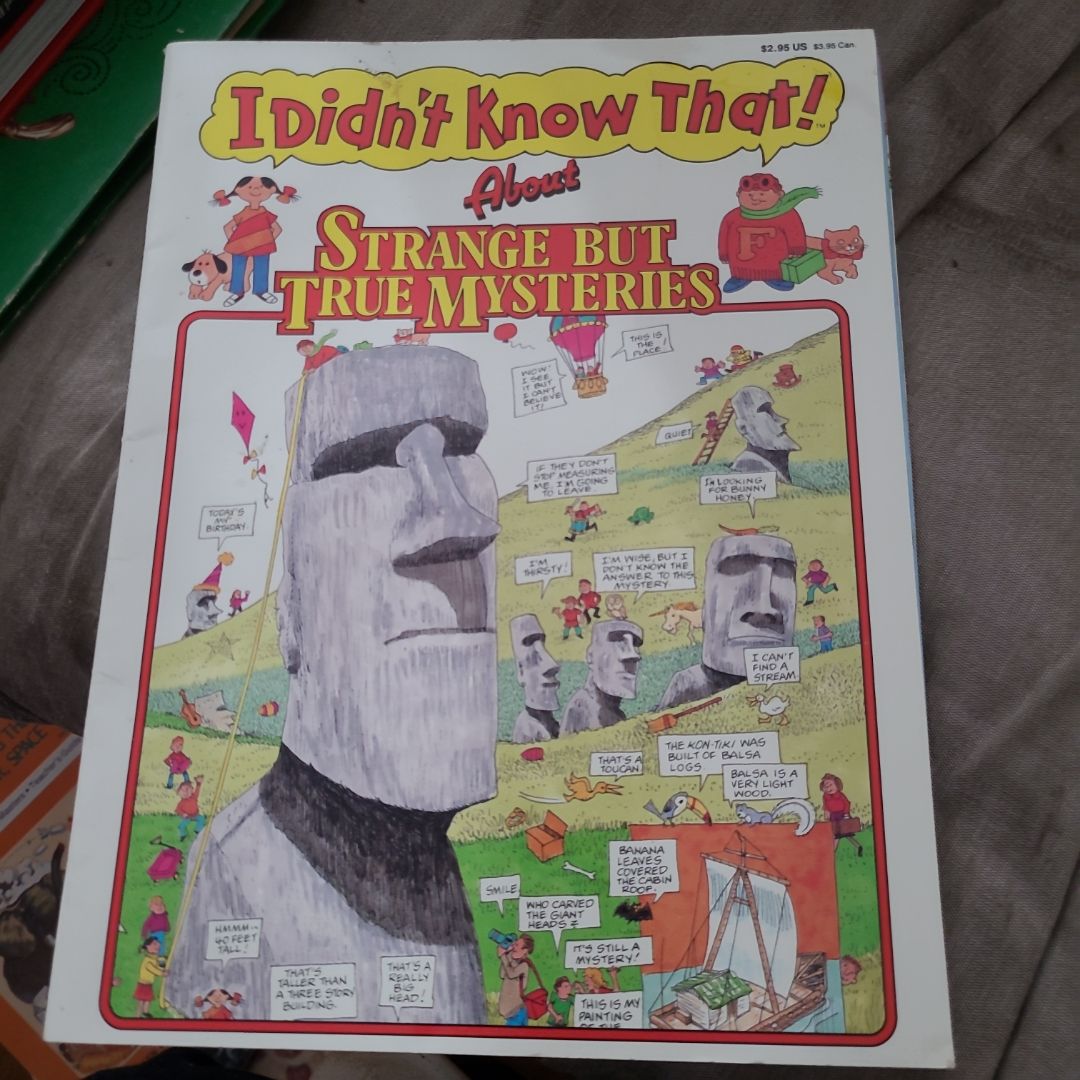 $2.95 US $3.95 Can.
I Didn't Know That!
TM
About
STRANGE BUT
TRUE MYSTERIES
F
THIS IS
THE
PLACE!
WOW!
I SEE
IT BUT
I CAN'T
BELIEVE
IT!
QUIET
IF THEY DON'T
STOP MEASURING
ME, I'M GOING
TO LEAVE.
I'M LOOKING
FOR BUNNY
HONEY.
TODAY'S
MY
BIRTHDAY.
I'M
THIRSTY!
I'M WISE, BUT I
DON'T KNOW THE
ANSWER TO THIS
MYSTERY.
I CAN'T
FIND A
STREAM
THAT'S A
TOUCAN.
THE KON-TIKI WAS
BUILT OF BALSA
LOGS.
BALSA IS A
VERY LIGHT
WOOD.
BANANA
LEAVES
COVERED
THE CABIN
ROOF.
SMILE
WHO CARVED
THE GIANT
HEADS?
IT'S STILL A
MYSTERY!
THIS IS MY
PAINTING
OF THE
HMMM...
40 FEET
TALL!
THAT'S
TALLER THAN
A THREE STORY
BUILDING.
THAT'S A
REALLY
BIG
HEAD!
SPACE